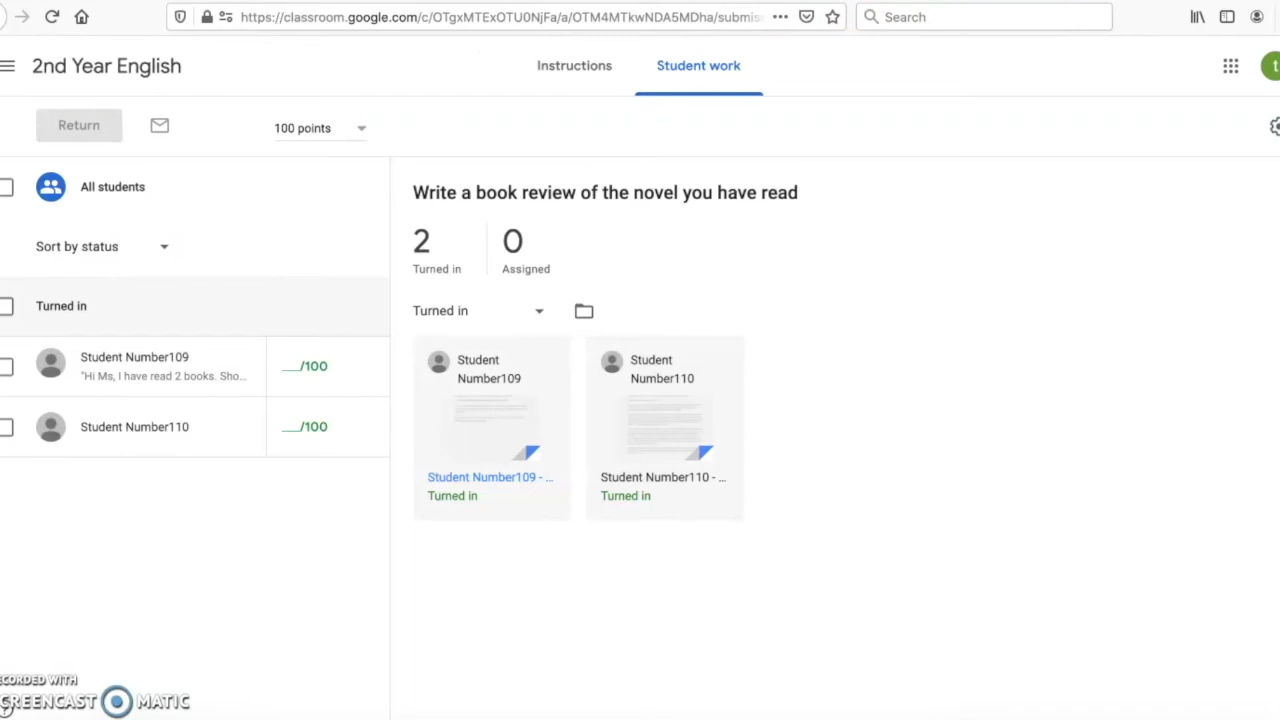 https://classroom.google.com/c/OTgxMTExOTU0NjFa/a/OTM4MTkwNDA5MDha/submis
Search
2nd Year English
Instructions
Student work
Return
100 points
All students
Sort by status
Turned in
Student Number109
"Hi Ms, I have read 2 books. Sho...
__/100
Student Number110
__/100
Write a book review of the novel you have read
2
Turned in
0
Assigned
Turned in
Student
Number109
Student Number109 - ...
Turned in
Student
Number110
Student Number110 - ...
Turned in
t
ECORDED WITH
CREENCAST MATIC